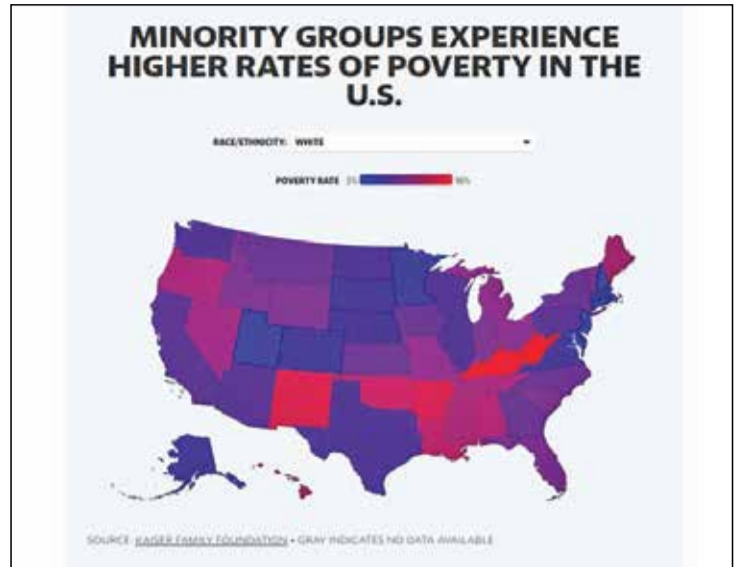 MINORITY GROUPS EXPERIENCE
HIGHER RATES OF POVERTY IN THE
U.S.
RACE/ETHNICITY: WHITE
POVERTY RATE
SOURCE: KAISER FAMILY FOUNDATION • GRAY INDICATES NO DATA AVAILABLE